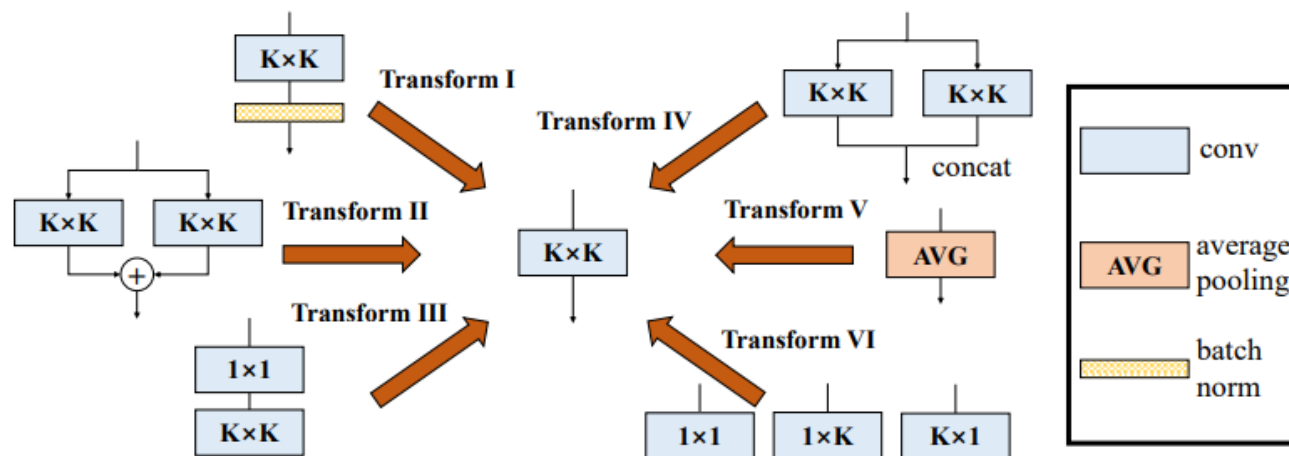 K×K
Transform I
K×K
K×K
Transform IV
concat
K×K
K×K
Transform II
+
K×K
Transform V
AVG
Transform III
1×1
K×K
Transform VI
1×1
1×K
K×1
conv
AVG
average
pooling
batch
norm